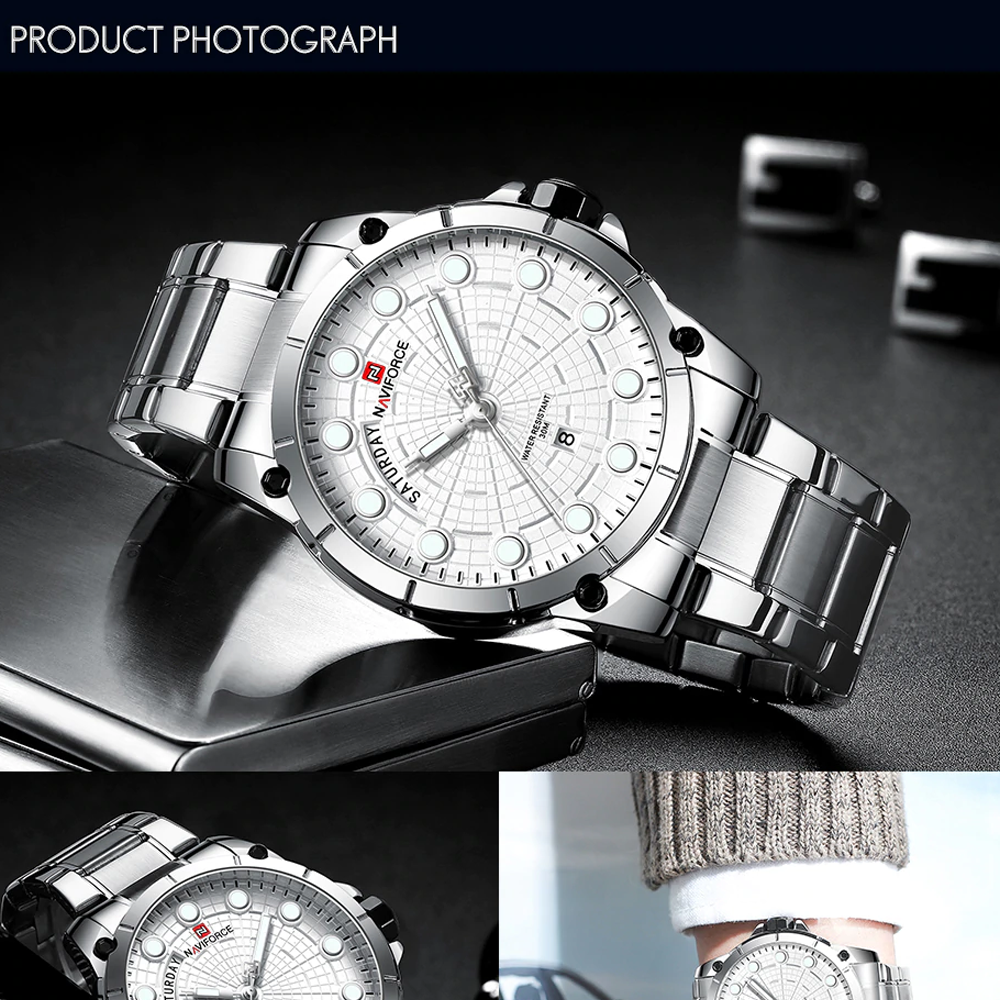 PRODUCT PHOTOGRAPH
NAVIFORCE
SATURDAY
WATER RESISTANT
30M
8
NAVIFORCE
SATURDAY